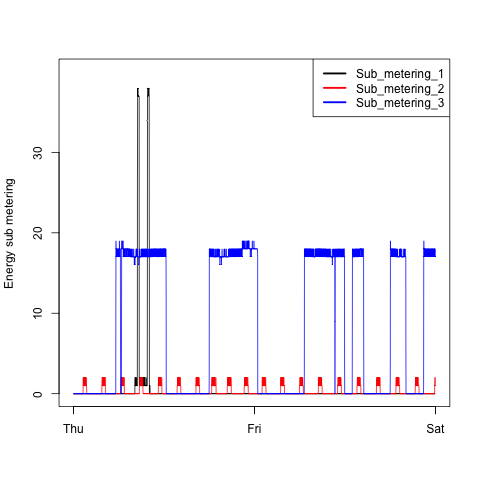 Sub_metering_1
Sub_metering_2
Sub_metering_3
Energy sub metering
30
20
10
0
Thu Fri Sat